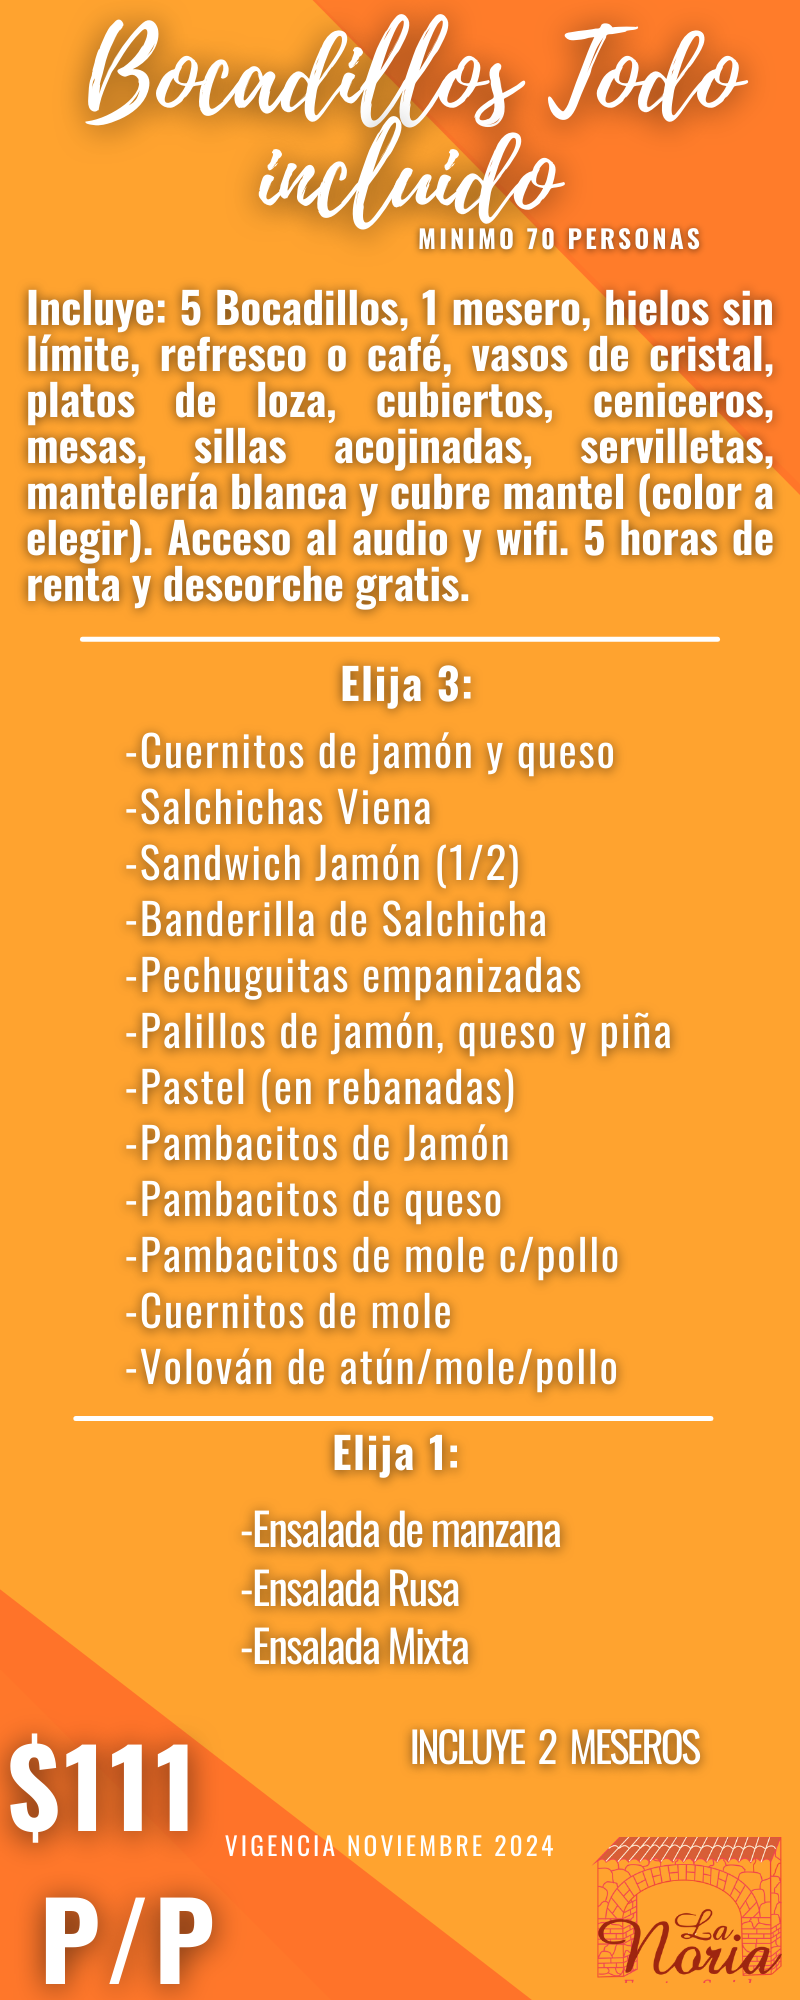 Bocadillos Todo
incluido
MINIMO 70 PERSONAS
Incluye: 5 Bocadillos, 1 mesero, hielos sin
límite, refresco o café, vasos de cristal,
platos de loza, cubiertos, ceniceros,
mesas, sillas acojinadas, servilletas,
mantelería blanca y cubre mantel (color a
elegir). Acceso al audio y wifi. 5 horas de
renta y descorche gratis.
Elija 3:
-Cuernitos de jamón y queso
-Salchichas Viena
-Sandwich Jamón (1/2)
-Banderilla de Salchicha
-Pechuguitas empanizadas
-Palillos de jamón, queso y piña
-Pastel (en rebanadas)
-Pambacitos de Jamón
-Pambacitos de queso
-Pambacitos de mole c/pollo
-Cuernitos de mole
-Volován de atún/mole/pollo
Elija 1:
-Ensalada de manzana
-Ensalada Rusa
-Ensalada Mixta
INCLUYE 2 MESEROS
$111
P/P
VIGENCIA NOVIEMBRE 2024
La
Noria